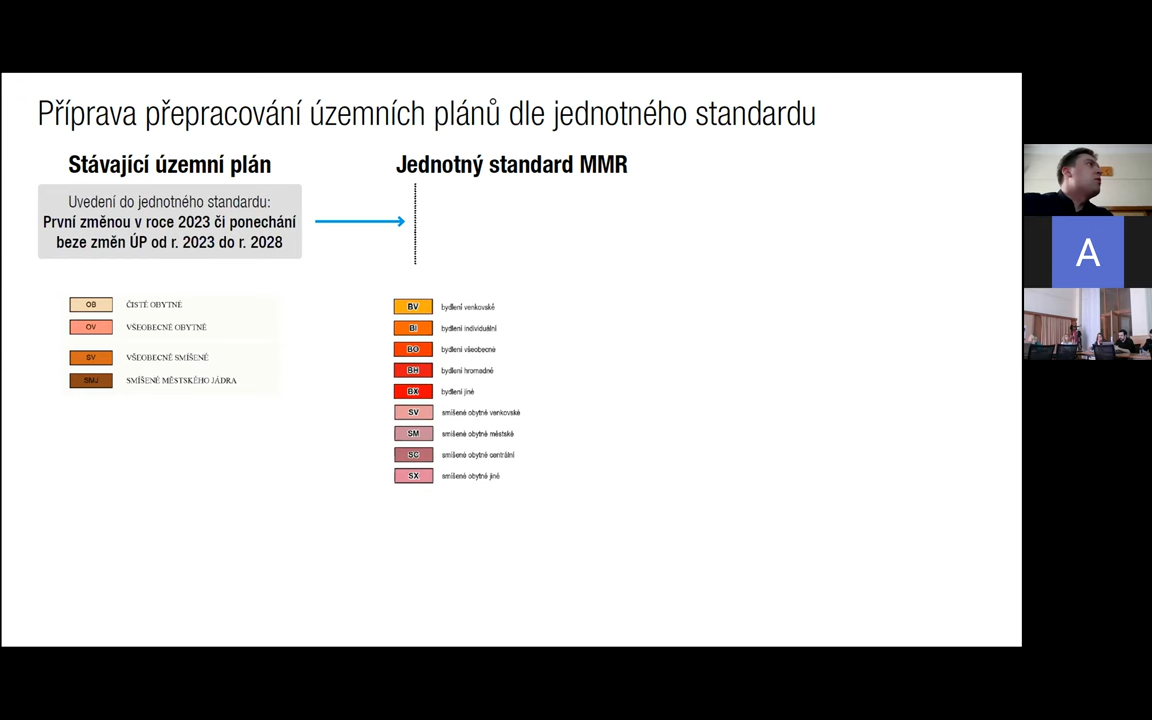 Příprava přepracování územních plánů dle jednotného standardu
Stávající územní plán
Uvedení do jednotného standardu:
První změnou v roce 2023 či ponechání
beze změn ÚP od r. 2023 do r. 2028
OB ČISTĚ OBYTNÉ
OV VŠEOBECNĚ OBYTNÉ
SV VŠEOBECNĚ SMÍŠENÉ
SMJ SMÍŠENÉ MĚSTSKÉHO JÁDRA
Jednotný standard MMR
BV bydlení venkovské
BI bydlení individuální
BO bydlení všeobecné
BH bydlení hromadné
BX bydlení jiné
SV smíšené obytné venkovské
SM smíšené obytné městské
SC smíšené obytné centrální
SX smíšené obytné jiné
A